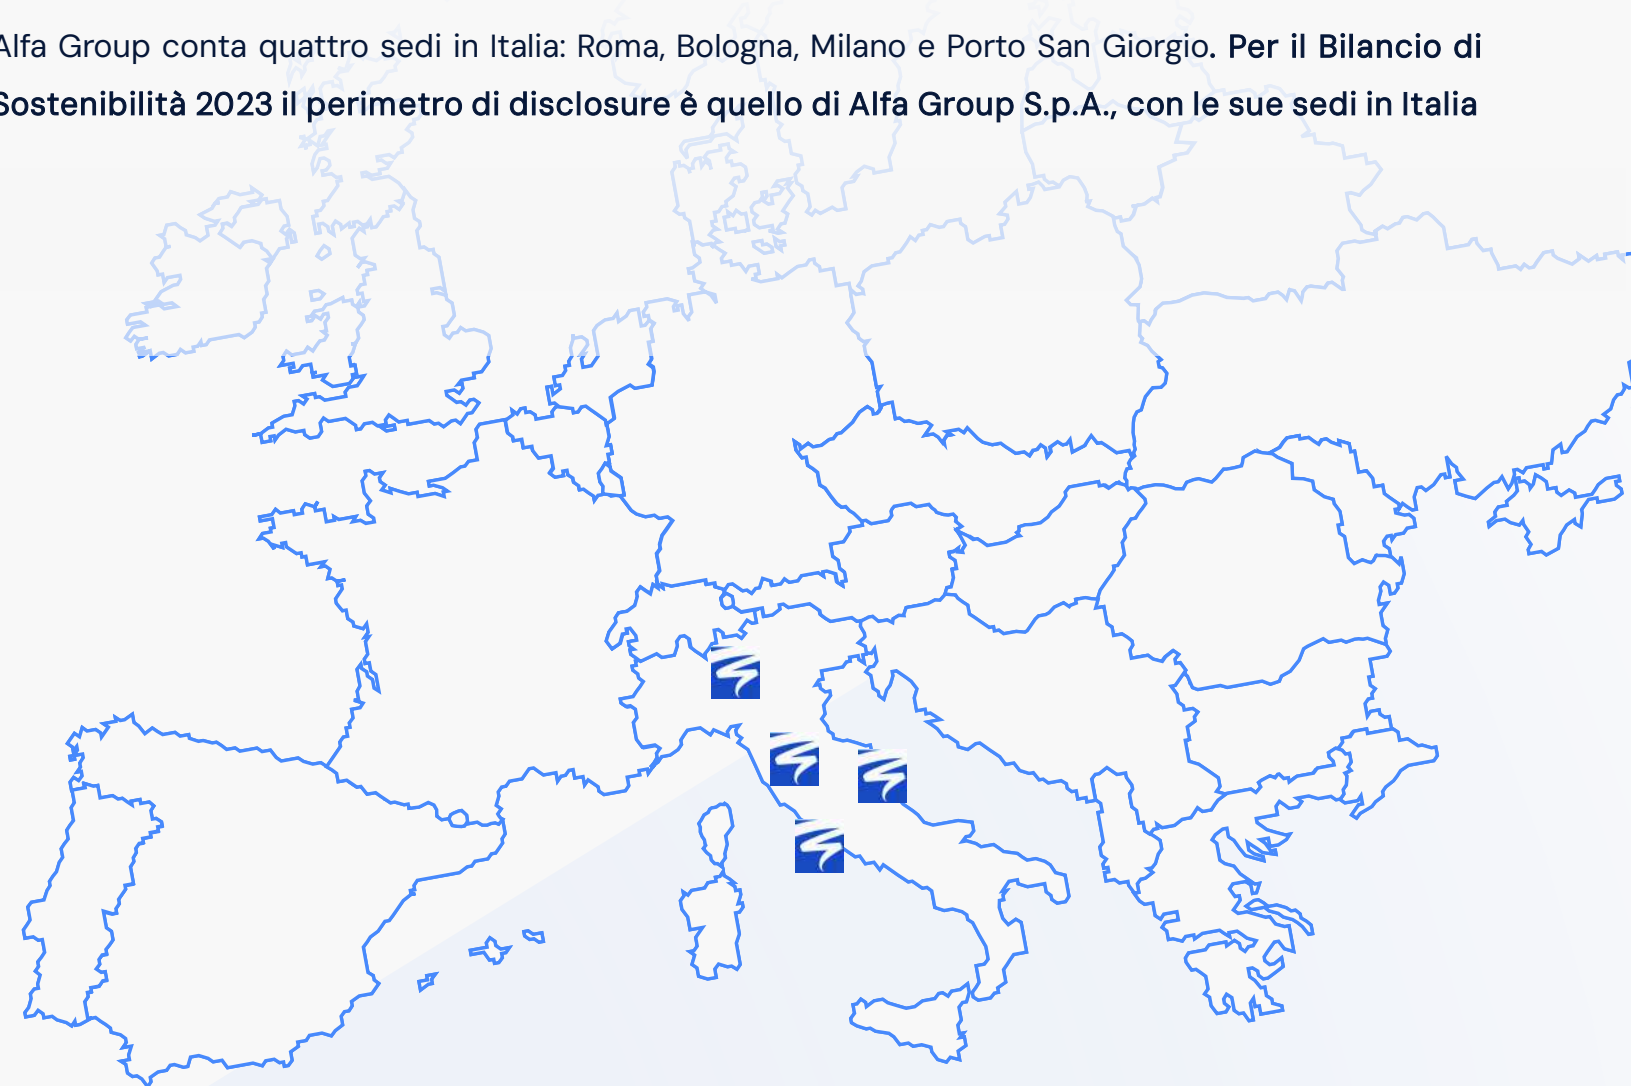 Alfa Group conta quattro sedi in Italia: Roma, Bologna, Milano e Porto San Giorgio. Per il Bilancio di
Sostenibilità 2023 il perimetro di disclosure è quello di Alfa Group S.p.A., con le sue sedi in Italia